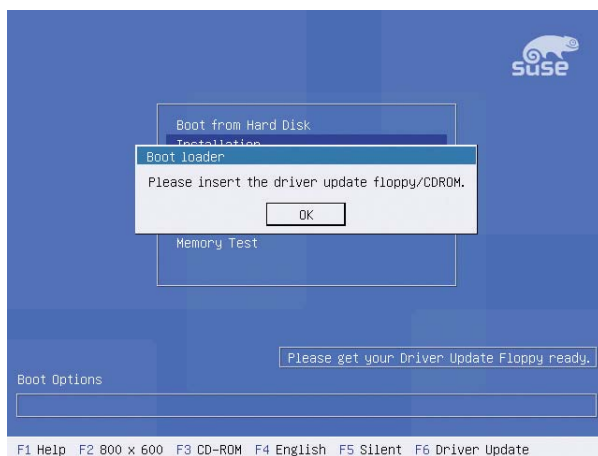 SUSE
Boot from Hard Disk
Installation
Boot loader
Please insert the driver update floppy/CDROM.
OK
Memory Test
Please get your Driver Update Floppy ready.
Boot Options
F1 Help F2 800 x 600 F3 CD-ROM F4 English F5 Silent F6 Driver Update